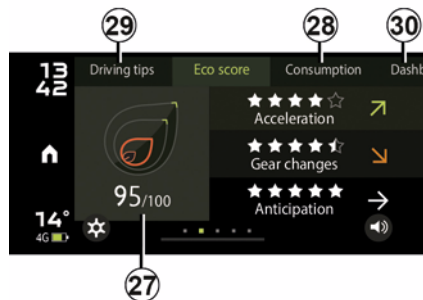 29
28
30
13
42
Driving tips
Eco score
Consumption
Acceleration
Gear changes
Anticipation
95/100
14°
4G
27